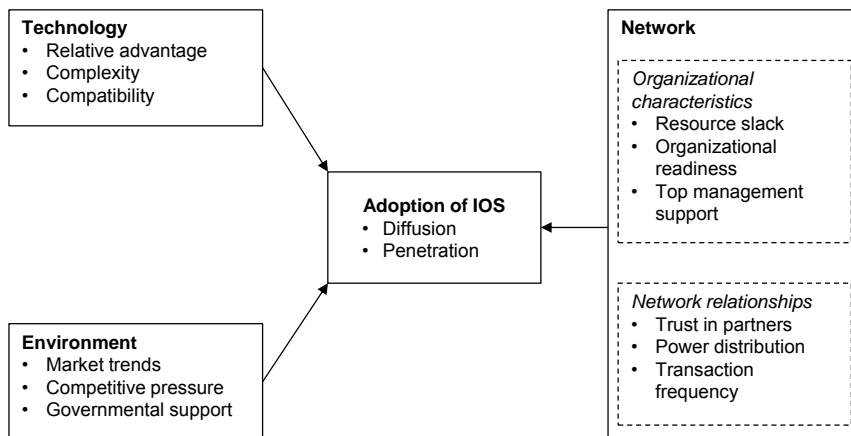 Technology
• Relative advantage
• Complexity
• Compatibility
Environment
• Market trends
• Competitive pressure
• Governmental support
Adoption of IOS
• Diffusion
• Penetration
Network
Organizational
characteristics
• Resource slack
• Organizational
readiness
• Top management
support
Network relationships
• Trust in partners
• Power distribution
• Transaction
frequency